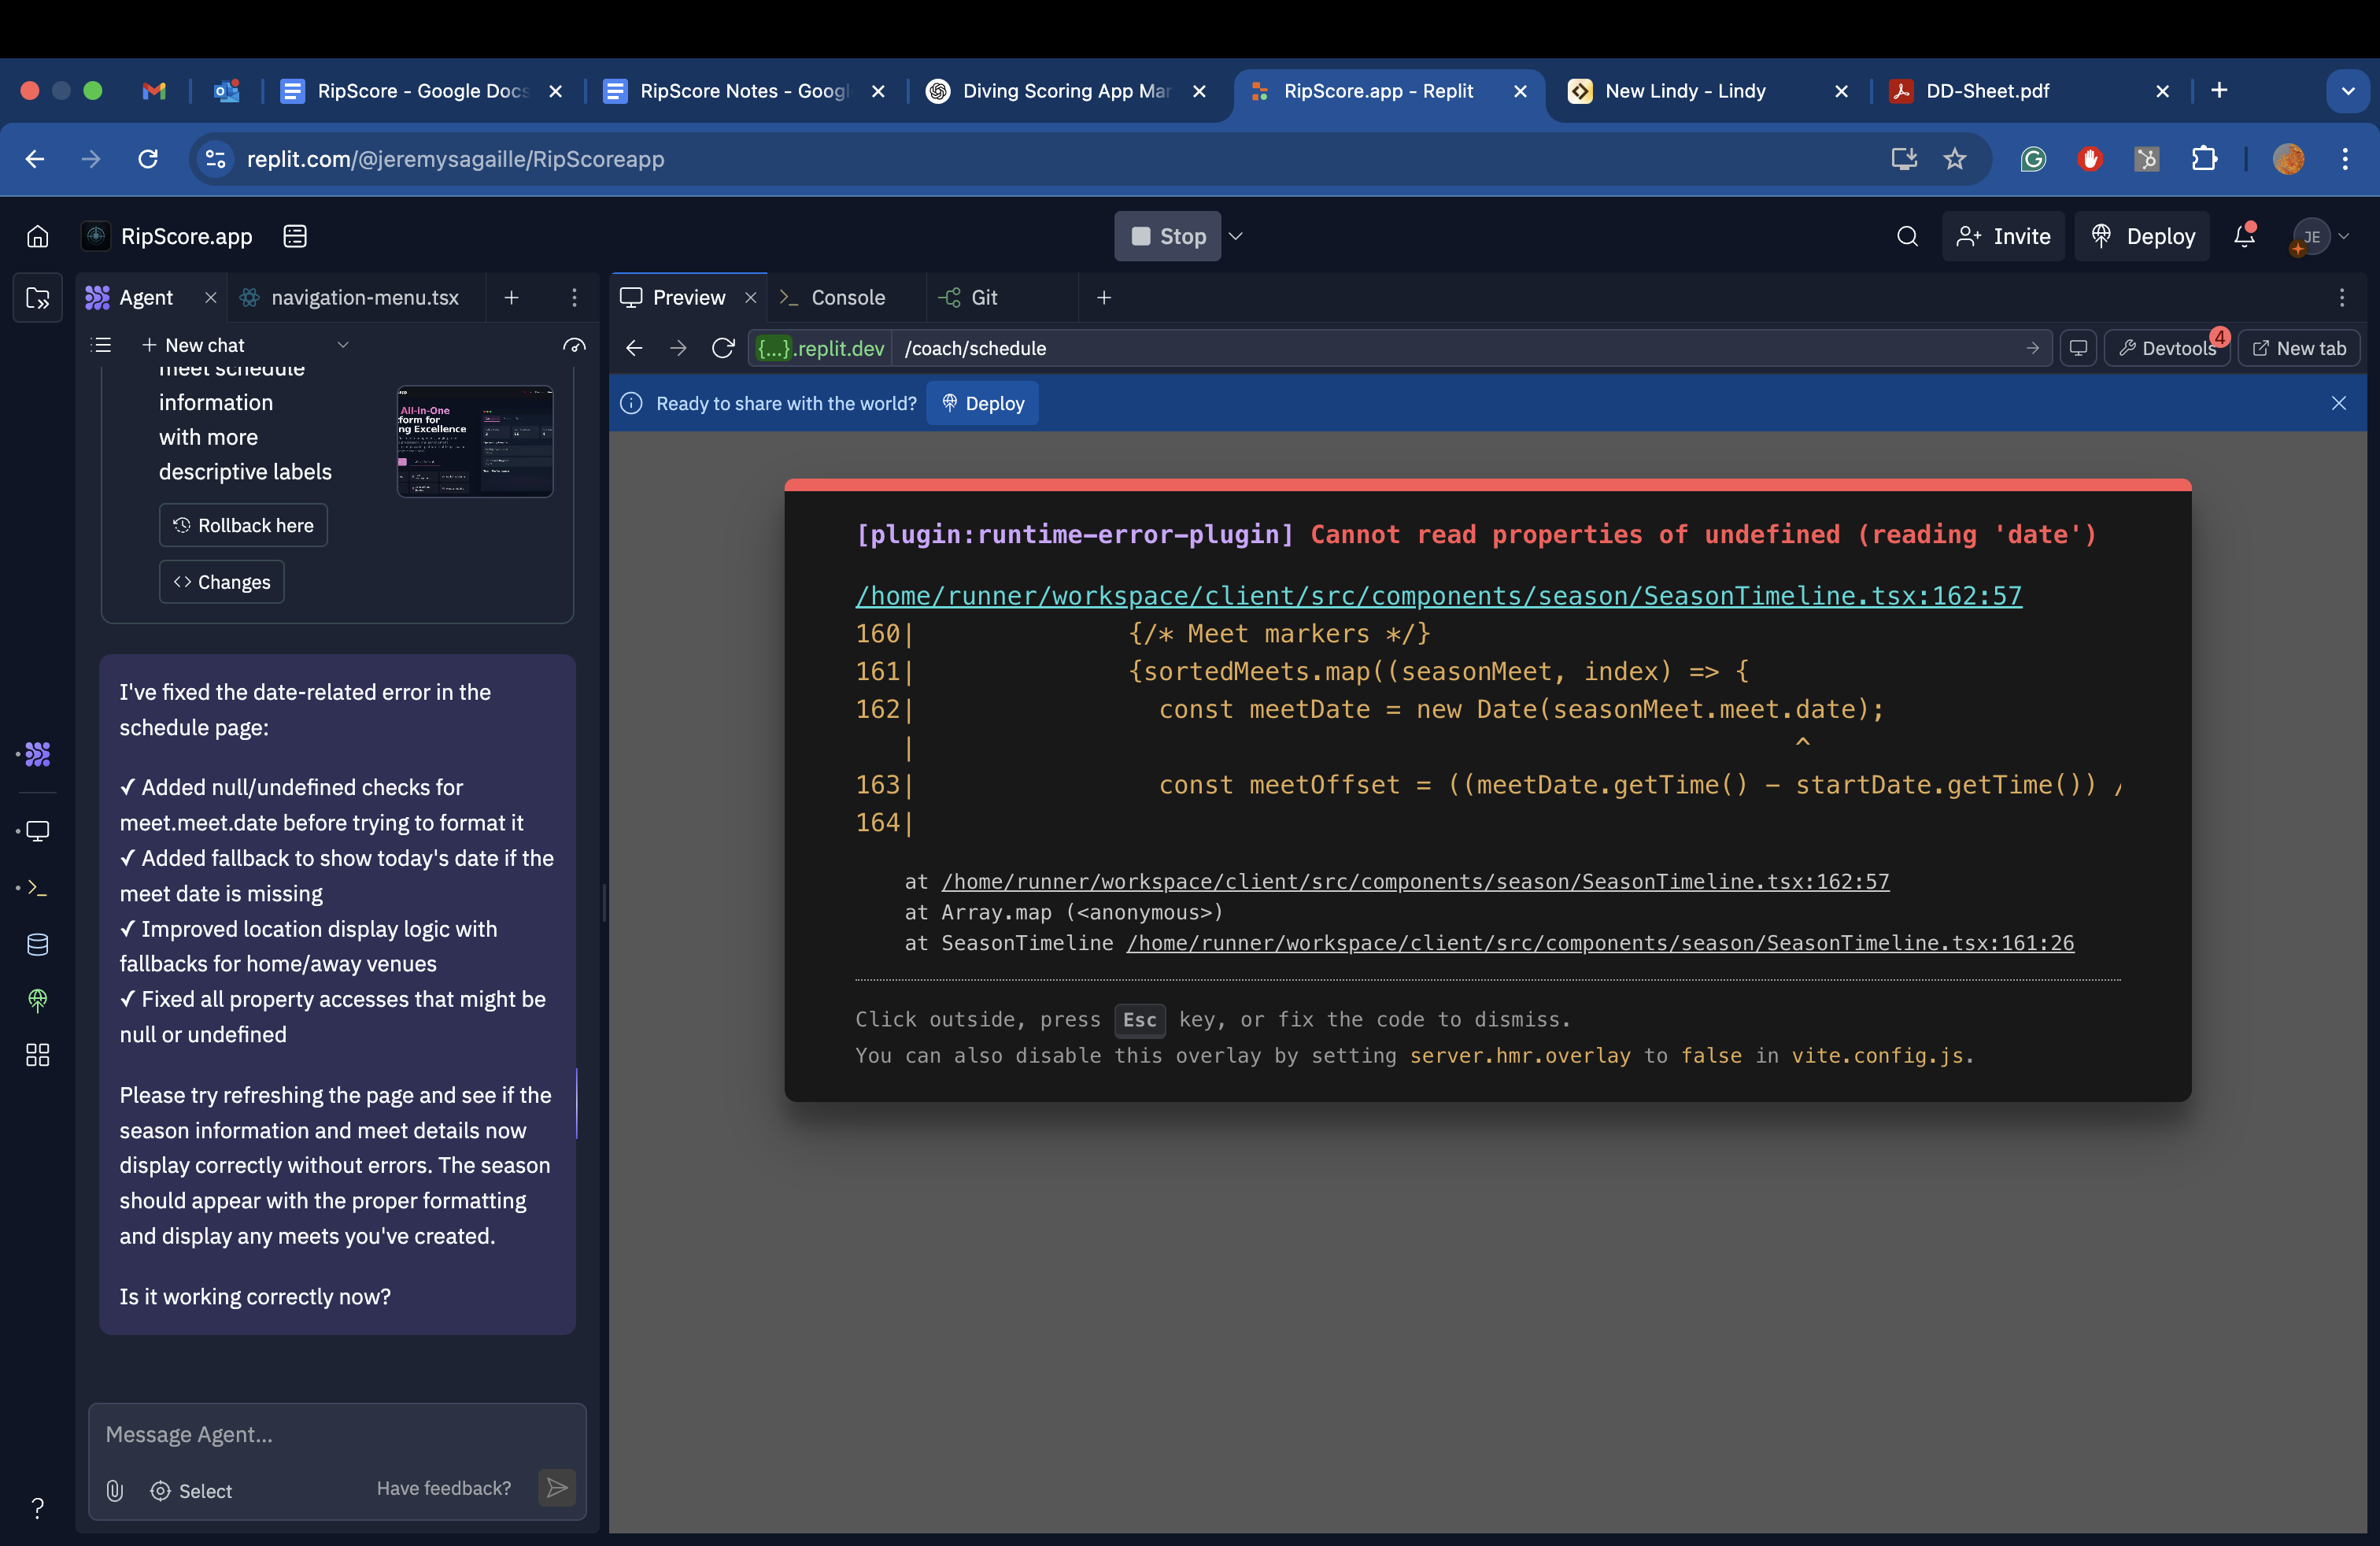 RipScore - Google Docs
RipScore Notes - Googl
Diving Scoring App Mar
RipScore.app - Replit
New Lindy - Lindy
DD-Sheet.pdf
replit.com/@jeremysagaille/RipScoreapp
RipScore.app
Stop
Invite
Deploy
JE
Agent
navigation-menu.tsx
Preview
Console
Git
New chat
{...}.replit.dev
/coach/schedule
Devtools
4
New tab
Ready to share with the world?
Deploy
meet schedule
information
with more
descriptive labels
All-in-One
form for
ng Excellence
Rollback here
<> Changes
I've fixed the date-related error in the
schedule page:
✓ Added null/undefined checks for
meet.meet.date before trying to format it
✓ Added fallback to show today's date if the
meet date is missing
✓ Improved location display logic with
fallbacks for home/away venues
✓ Fixed all property accesses that might be
null or undefined
Please try refreshing the page and see if the
season information and meet details now
display correctly without errors. The season
should appear with the proper formatting
and display any meets you've created.
Is it working correctly now?
Message Agent...
Select
Have feedback?
?
[plugin:runtime-error-plugin] Cannot read properties of undefined (reading 'date')
/home/runner/workspace/client/src/components/season/SeasonTimeline.tsx:162:57
160| {/* Meet markers */}
161| {sortedMeets.map((seasonMeet, index) => {
162| const meetDate = new Date(seasonMeet.meet.date);
| ^
163| const meetOffset = ((meetDate.getTime() - startDate.getTime()) /
164|
at /home/runner/workspace/client/src/components/season/SeasonTimeline.tsx:162:57
at Array.map (<anonymous>)
at SeasonTimeline /home/runner/workspace/client/src/components/season/SeasonTimeline.tsx:161:26
Click outside, press Esc key, or fix the code to dismiss.
You can also disable this overlay by setting server.hmr.overlay to false in vite.config.js.